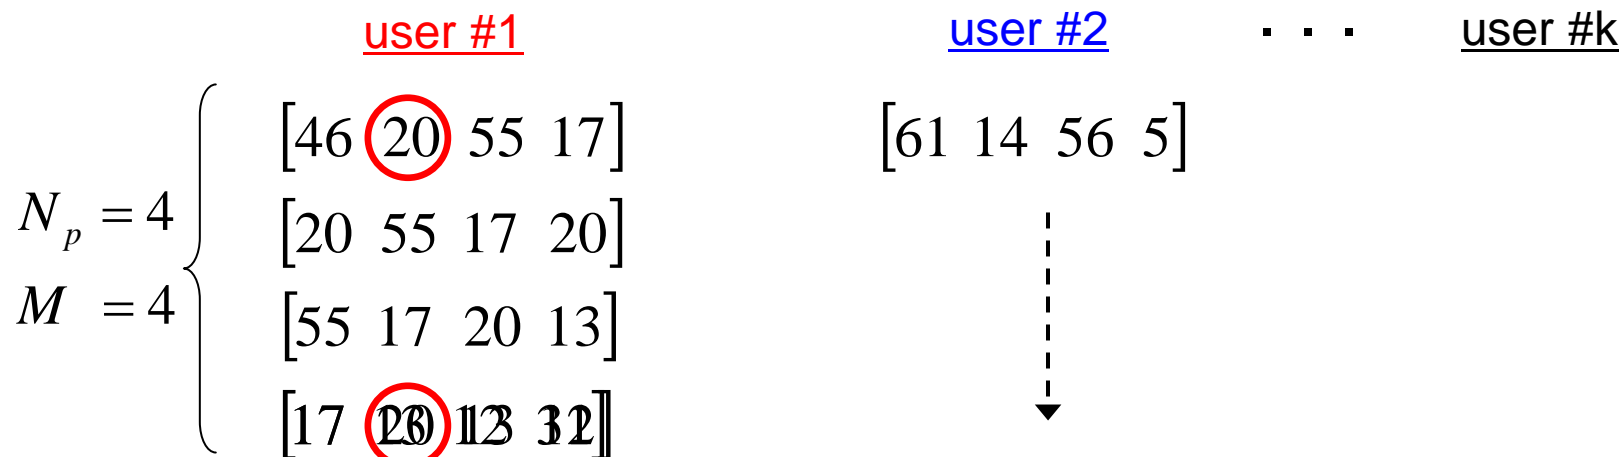 user #1 user #2 . . . user #k
[46 20 55 17] [61 14 56 5]
N_p = 4
[20 55 17 20]
M = 4
[55 17 20 13]
[17